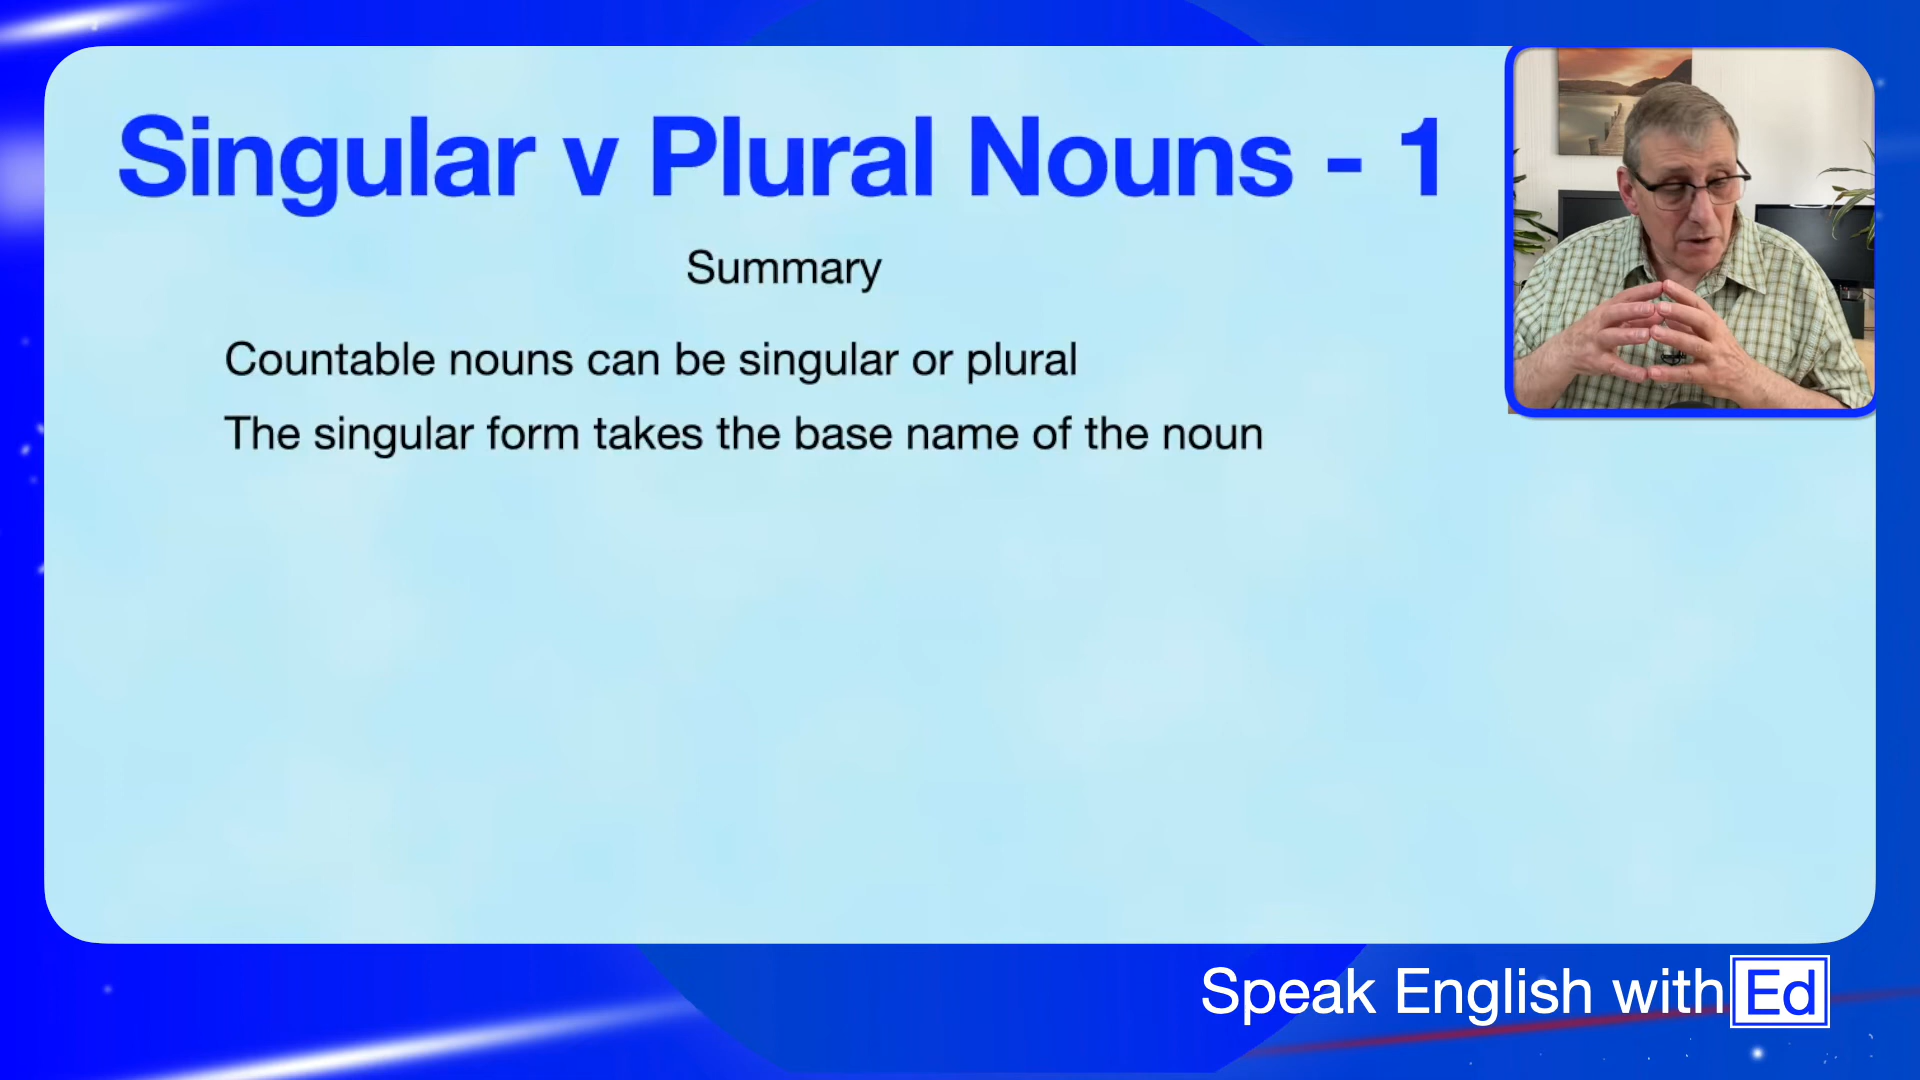 Singular v Plural Nouns - 1
Summary
Countable nouns can be singular or plural
The singular form takes the base name of the noun
Speak English with Ed